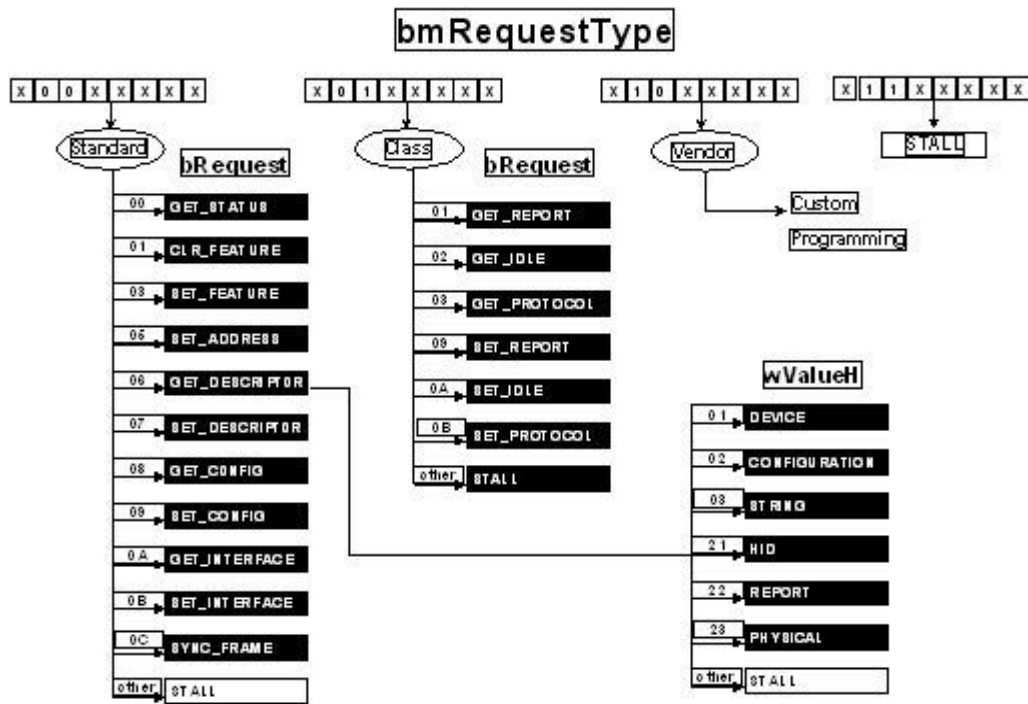 bmRequestType
X 0 0 X X X X X
X 0 1 X X X X X
X 1 0 X X X X X
X 1 1 X X X X X
Standard
Class
Vendor
STALL
bRequest
00 GET_STATUS
01 CLR_FEATURE
03 SET_FEATURE
05 SET_ADDRESS
06 GET_DESCRIPTOR
07 SET_DESCRIPTOR
08 GET_CONFIG
09 SET_CONFIG
0A GET_INTERFACE
0B SET_INTERFACE
0C SYNC_FRAME
other STALL
bRequest
01 GET_REPORT
02 GET_IDLE
03 GET_PROTOCOL
09 SET_REPORT
0A SET_IDLE
0B SET_PROTOCOL
other STALL
Custom
Programming
wValueH
01 DEVICE
02 CONFIGURATION
03 STRING
21 HID
22 REPORT
23 PHYSICAL
other STALL